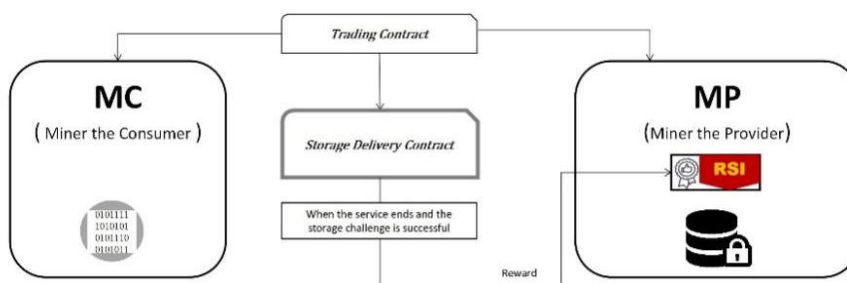 Trading Contract
MC
( Miner the Consumer )
0101111
1010101
0101110
0101011
Storage Delivery Contract
When the service ends and the
storage challenge is successful
MP
(Miner the Provider)
RSI
Reward